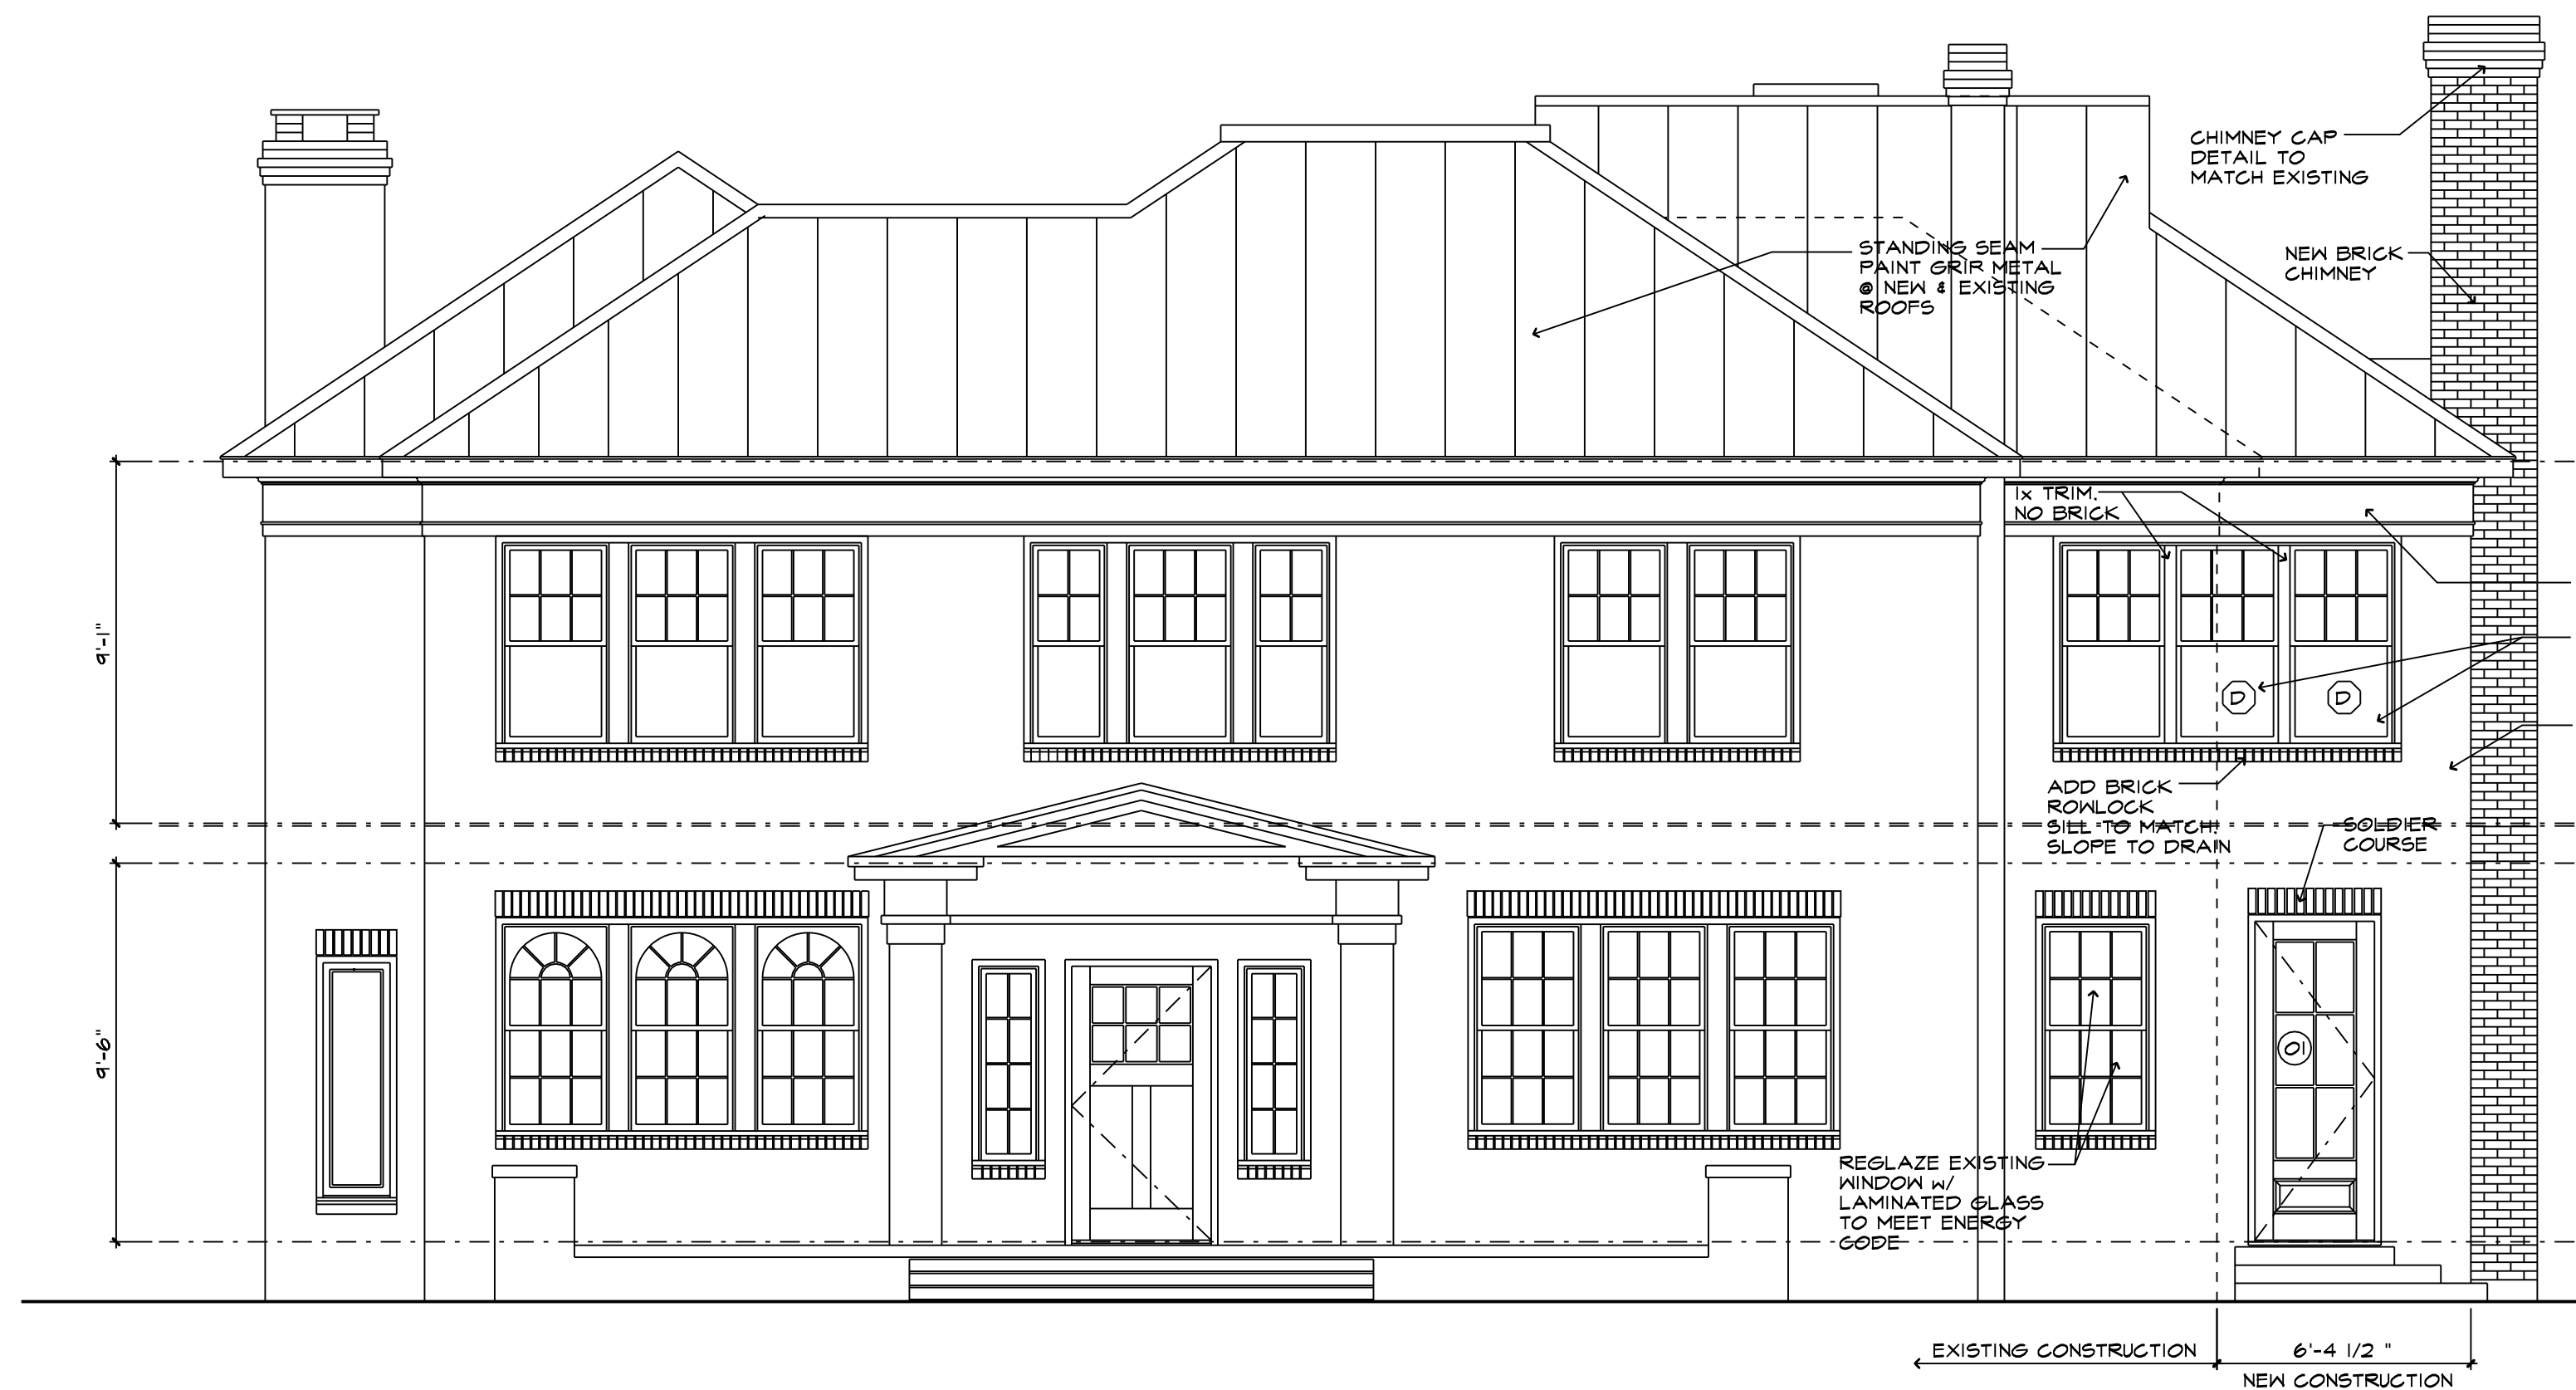 CHIMNEY CAP
DETAIL TO
MATCH EXISTING
STANDING SEAM
PAINT GRIR METAL
@ NEW & EXISTING
ROOFS
NEW BRICK
CHIMNEY
1x TRIM.
NO BRICK
9'-1"
D
D
ADD BRICK
ROWLOCK
SILL TO MATCH.
SLOPE TO DRAIN
SOLDIER
COURSE
9'-6"
01
REGLAZE EXISTING
WINDOW w/
LAMINATED GLASS
TO MEET ENERGY
CODE
EXISTING CONSTRUCTION
6'-4 1/2 "
NEW CONSTRUCTION